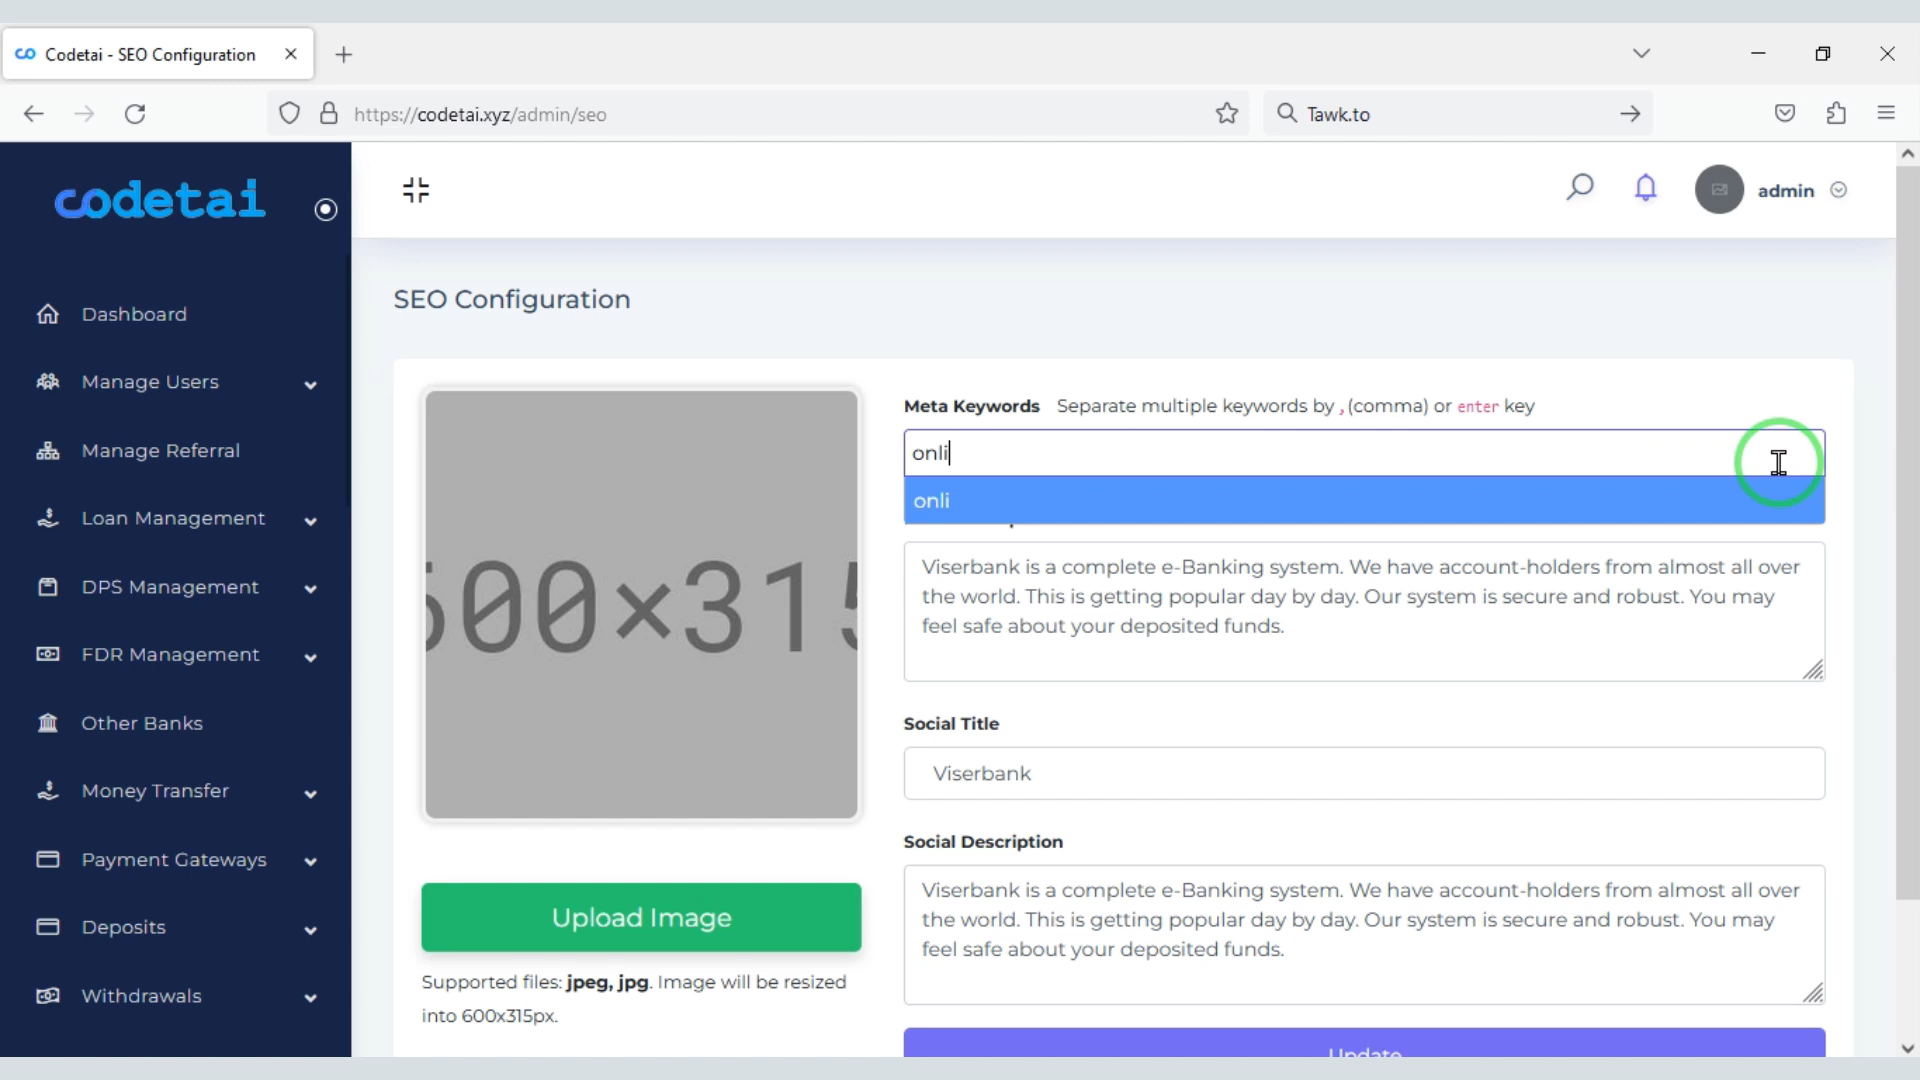 Codetai - SEO Configuration
https://codetai.xyz/admin/seo
Tawk.to
codetai
admin
Dashboard
Manage Users
Manage Referral
Loan Management
DPS Management
FDR Management
Other Banks
Money Transfer
Payment Gateways
Deposits
Withdrawals
SEO Configuration
600×315
Upload Image
Supported files: jpeg, jpg. Image will be resized
into 600x315px.
Meta Keywords Separate multiple keywords by ,(comma) or enter key
onli
onli
Viserbank is a complete e-Banking system. We have account-holders from almost all over
the world. This is getting popular day by day. Our system is secure and robust. You may
feel safe about your deposited funds.
Social Title
Viserbank
Social Description
Viserbank is a complete e-Banking system. We have account-holders from almost all over
the world. This is getting popular day by day. Our system is secure and robust. You may
feel safe about your deposited funds.
Update